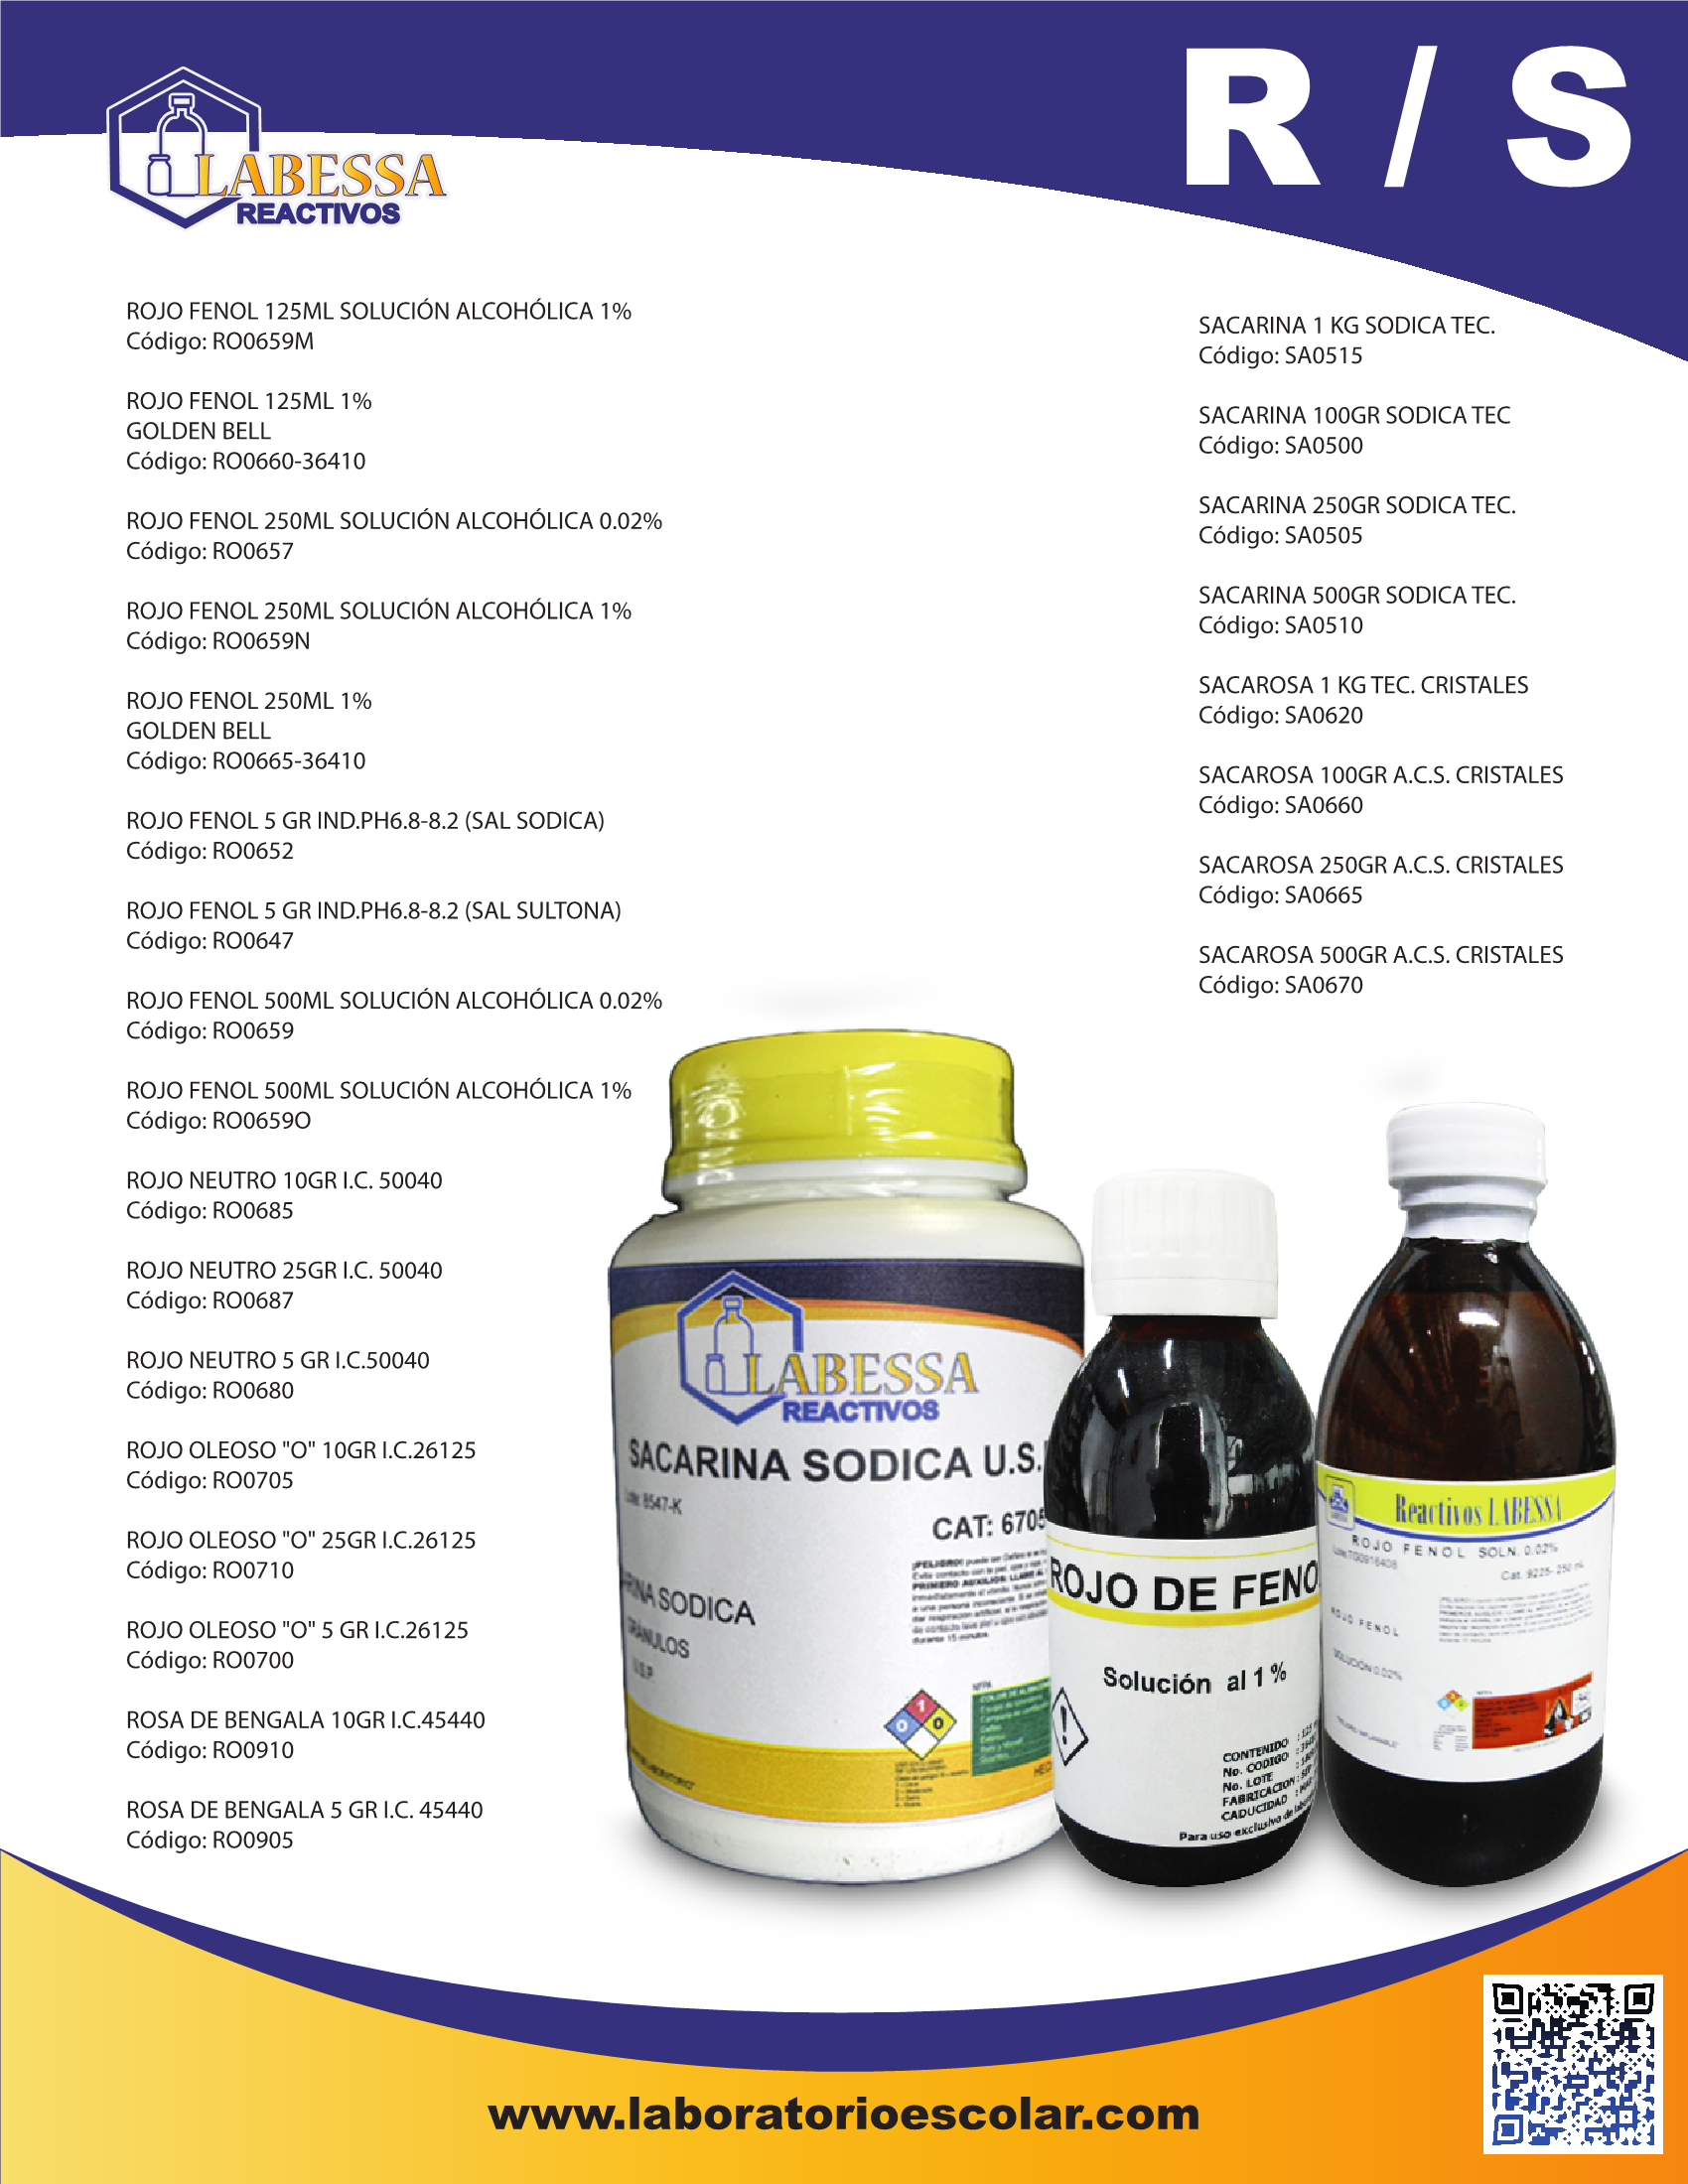 R / S
LABESSA
REACTIVOS
ROJO FENOL 125ML SOLUCIÓN ALCOHÓLICA 1%
Código: RO0659M
ROJO FENOL 125ML 1%
GOLDEN BELL
Código: RO0660-36410
ROJO FENOL 250ML SOLUCIÓN ALCOHÓLICA 0.02%
Código: RO0657
ROJO FENOL 250ML SOLUCIÓN ALCOHÓLICA 1%
Código: RO0659N
ROJO FENOL 250ML 1%
GOLDEN BELL
Código: RO0665-36410
ROJO FENOL 5 GR IND.PH6.8-8.2 (SAL SODICA)
Código: RO0652
ROJO FENOL 5 GR IND.PH6.8-8.2 (SAL SULTONA)
Código: RO0647
ROJO FENOL 500ML SOLUCIÓN ALCOHÓLICA 0.02%
Código: RO0659
ROJO FENOL 500ML SOLUCIÓN ALCOHÓLICA 1%
Código: RO0659O
ROJO NEUTRO 10GR I.C. 50040
Código: RO0685
ROJO NEUTRO 25GR I.C. 50040
Código: RO0687
ROJO NEUTRO 5 GR I.C.50040
Código: RO0680
ROJO OLEOSO "O" 10GR I.C.26125
Código: RO0705
ROJO OLEOSO "O" 25GR I.C.26125
Código: RO0710
ROJO OLEOSO "O" 5 GR I.C.26125
Código: RO0700
ROSA DE BENGALA 10GR I.C.45440
Código: RO0910
ROSA DE BENGALA 5 GR I.C. 45440
Código: RO0905
SACARINA 1 KG SODICA TEC.
Código: SA0515
SACARINA 100GR SODICA TEC
Código: SA0500
SACARINA 250GR SODICA TEC.
Código: SA0505
SACARINA 500GR SODICA TEC.
Código: SA0510
SACAROSA 1 KG TEC. CRISTALES
Código: SA0620
SACAROSA 100GR A.C.S. CRISTALES
Código: SA0660
SACAROSA 250GR A.C.S. CRISTALES
Código: SA0665
SACAROSA 500GR A.C.S. CRISTALES
Código: SA0670
LABESSA
REACTIVOS
SACARINA SODICA U.S.
8547-K
CAT: 6705
SODICA
GRÁNULOS
U.S.P.
1
0 0
ROJO DE FENO
Solución al 1 %
!
CONTENIDO
No. CODIGO
No. LOTE
FABRICACION
CADUCIDAD
Para uso exclusivo de
Reactivos LABESSA
ROJO FENOL SOLN. 0.02%
Cat. 9225- 250 mL
ROJO FENOL
SOLUCIÓN 0.02%
www.laboratorioescolar.com